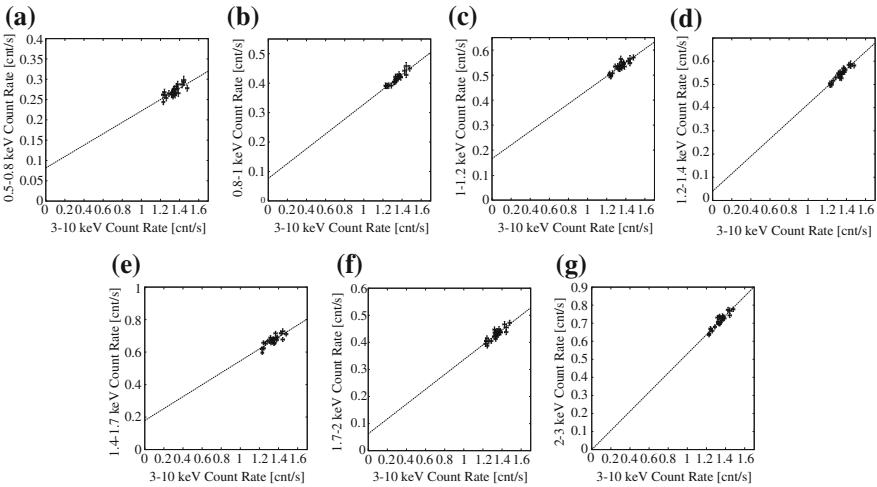 (a)
0.5-0.8 keV Count Rate [cnt/s]
0.4
0.35
0.3
0.25
0.2
0.15
0.1
0.05
0
0 0.2 0.4 0.6 0.8 1 1.2 1.4 1.6
3-10 keV Count Rate [cnt/s]
(b)
0.8-1 keV Count Rate [cnt/s]
0.5
0.4
0.3
0.2
0.1
0
0 0.2 0.4 0.6 0.8 1 1.2 1.4 1.6
3-10 keV Count Rate [cnt/s]
(c)
1-1.2 keV Count Rate [cnt/s]
0.6
0.5
0.4
0.3
0.2
0.1
0
0 0.2 0.4 0.6 0.8 1 1.2 1.4 1.6
3-10 keV Count Rate [cnt/s]
(d)
1.2-1.4 keV Count Rate [cnt/s]
0.6
0.5
0.4
0.3
0.2
0.1
0
0 0.2 0.4 0.6 0.8 1 1.2 1.4 1.6
3-10 keV Count Rate [cnt/s]
(e)
1.4-1.7 keV Count Rate [cnt/s]
1
0.8
0.6
0.4
0.2
0
0 0.2 0.4 0.6 0.8 1 1.2 1.4 1.6
3-10 keV Count Rate [cnt/s]
(f)
1.7-2 keV Count Rate [cnt/s]
0.6
0.5
0.4
0.3
0.2
0.1
0
0 0.2 0.4 0.6 0.8 1 1.2 1.4 1.6
3-10 keV Count Rate [cnt/s]
(g)
2-3 keV Count Rate [cnt/s]
0.9
0.8
0.7
0.6
0.5
0.4
0.3
0.2
0.1
0
0 0.2 0.4 0.6 0.8 1 1.2 1.4 1.6
3-10 keV Count Rate [cnt/s]